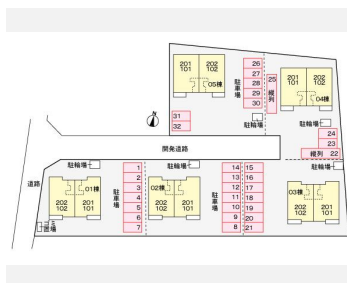 201 202
101 102
05棟
駐車場
26
27
28
29
30
25
縦列
201 202
101 102
04棟
31
32
駐輪場
駐輪場
24
23
縦列 22
開発道路
道路
駐輪場
駐輪場
駐輪場
01棟
202 201
102 101
駐車場
1
2
3
4
5
6
7
02棟
202 201
102 101
駐車場
14 15
13 16
12 17
11 18
10 19
9 20
8 21
03棟
202 201
102 101
ゴミ置場